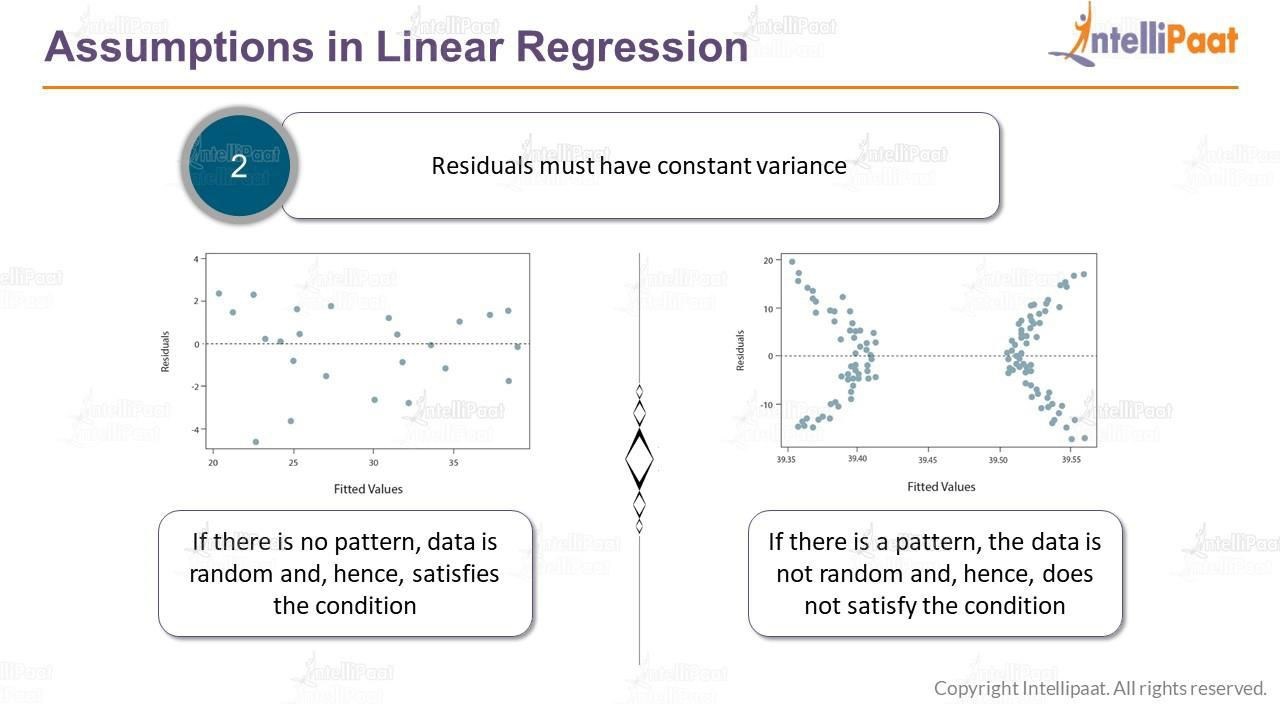 Assumptions in Linear Regression
IntelliPaat
2
Residuals must have constant variance
4
2
0
-2
-4
Residuals
20 25 30 35
Fitted Values
20
10
0
-10
Residuals
39.35 39.40 39.45 39.50 39.55
Fitted Values
If there is no pattern, data is
random and, hence, satisfies
the condition
If there is a pattern, the data is
not random and, hence, does
not satisfy the condition
Copyright Intellipaat. All rights reserved.